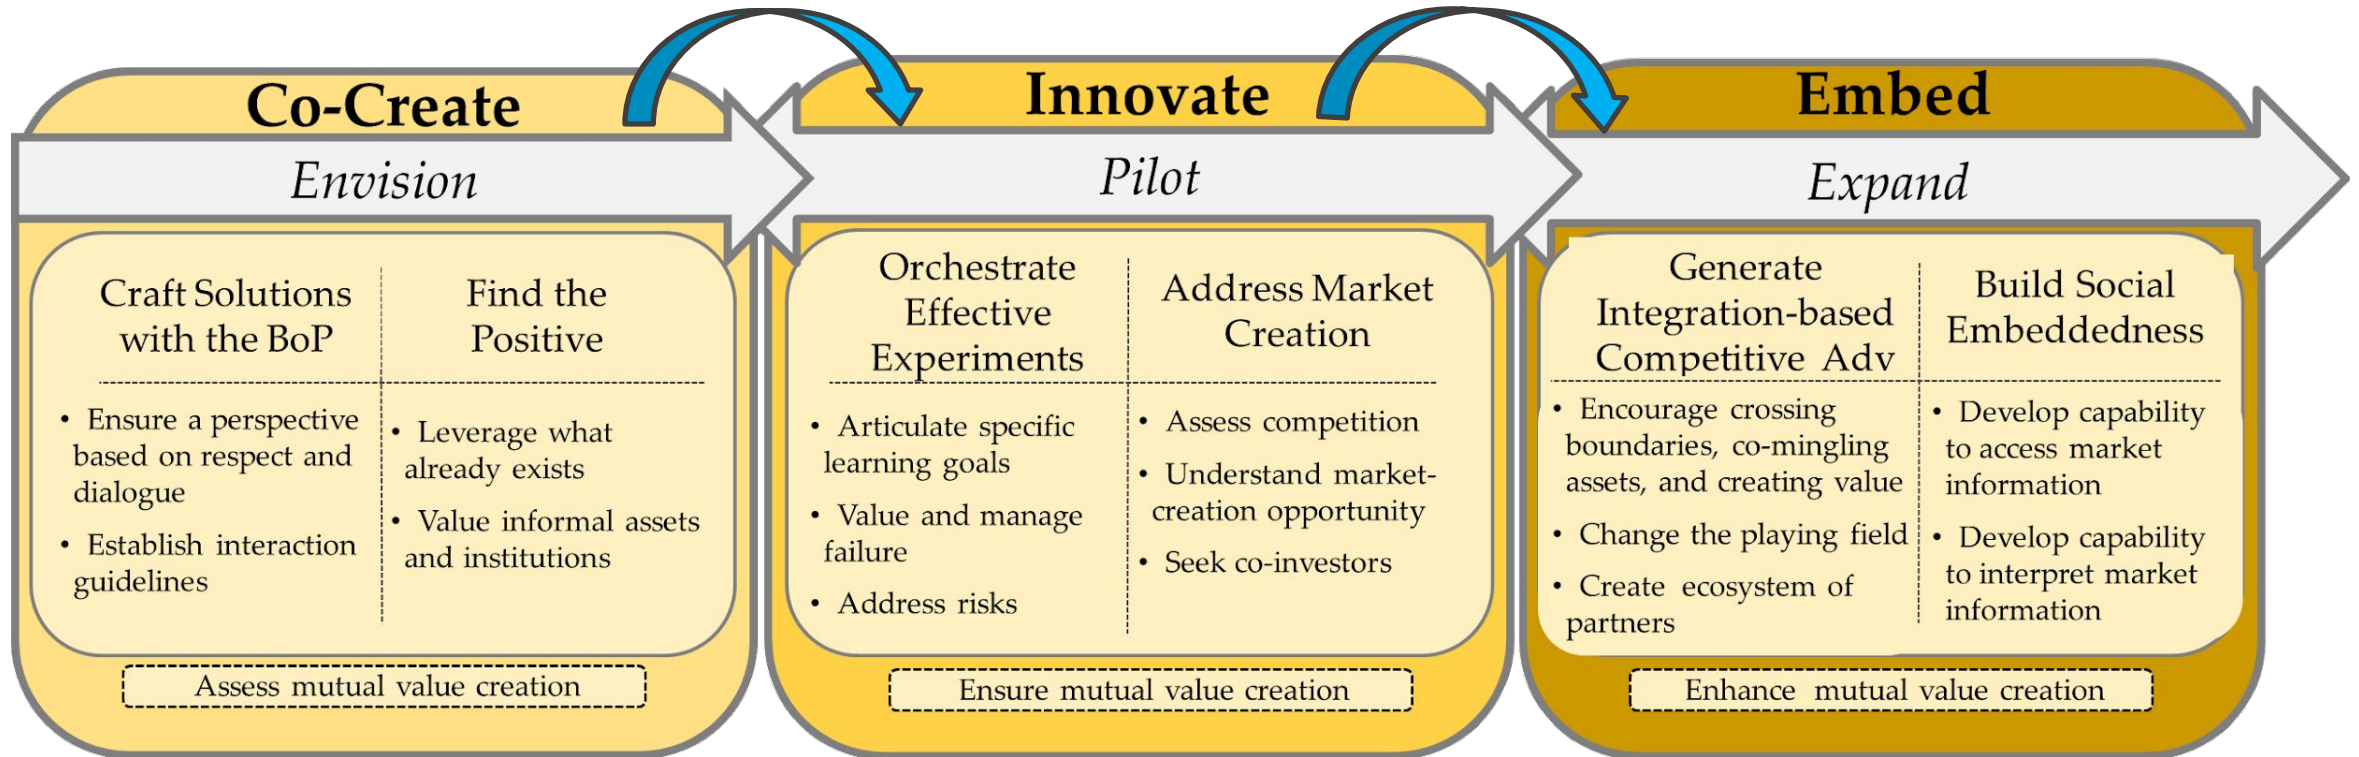 Co-Create
Envision
Craft Solutions
with the BoP
• Ensure a perspective
based on respect and
dialogue
• Establish interaction
guidelines
Find the
Positive
• Leverage what
already exists
• Value informal assets
and institutions
Assess mutual value creation
Innovate
Pilot
Orchestrate
Effective
Experiments
• Articulate specific
learning goals
• Value and manage
failure
• Address risks
Address Market
Creation
• Assess competition
• Understand market-
creation opportunity
• Seek co-investors
Ensure mutual value creation
Embed
Expand
Generate
Integration-based
Competitive Adv
• Encourage crossing
boundaries, co-mingling
assets, and creating value
• Change the playing field
• Create ecosystem of
partners
Build Social
Embeddedness
• Develop capability
to access market
information
• Develop capability
to interpret market
information
Enhance mutual value creation